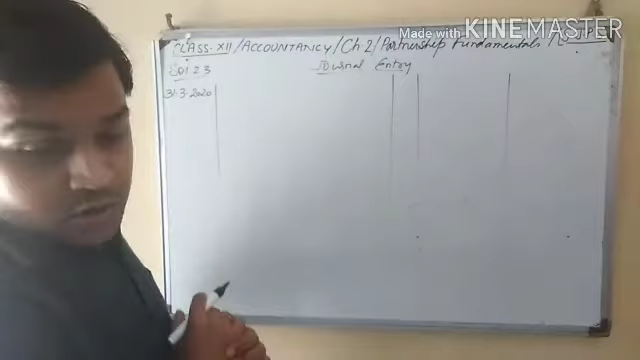 Made with KINEMASTER
CLASS-XII/ACCOUNTANCY/Ch 2/Partnership Fundamentals/
Sol 23
Journal Entry
31.3.2020